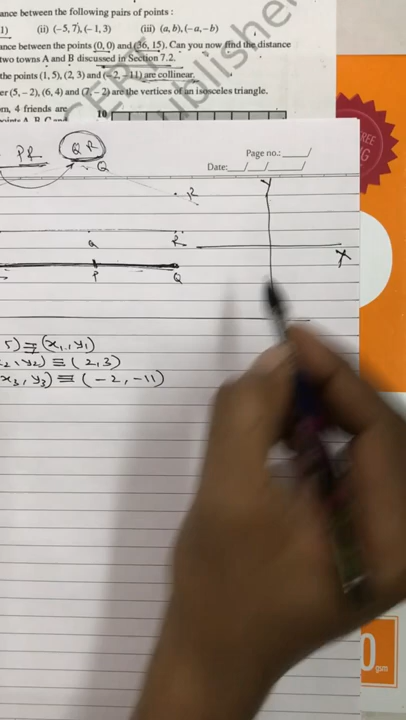 ance between the following pairs of points :
1) (ii) (−5, 7), (−1, 3) (iii) (a, b), (−a, −b)
ance between the points (0, 0) and (36, 15). Can you now find the distance
two towns A and B discussed in Section 7.2.
the points (1, 5), (2, 3) and (−2, −11) are collinear.
er (5, −2), (6, 4) and (7, −2) are the vertices of an isosceles triangle.
om, 4 friends are
10
PR QR
Q
R
Page no.:
Date:
Y
Q R
X
P Q
5) ≡ (x₁, y₁)
x₂, y₂) ≡ (2, 3)
x₃, y₃) ≡ (−2, −11)
gsm